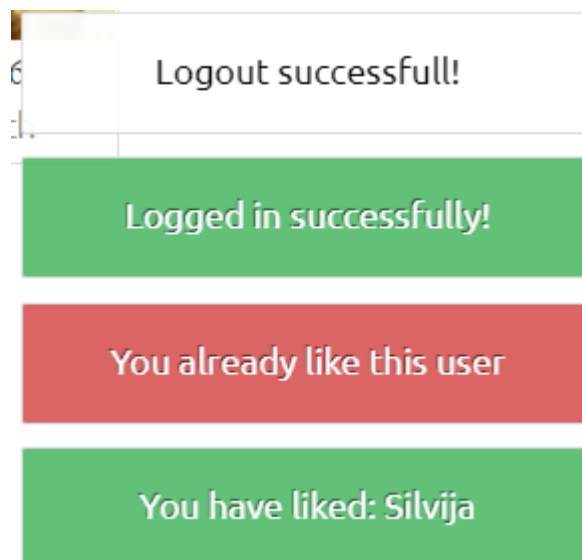 Logout successfull!
Logged in successfully!
You already like this user
You have liked: Silvija